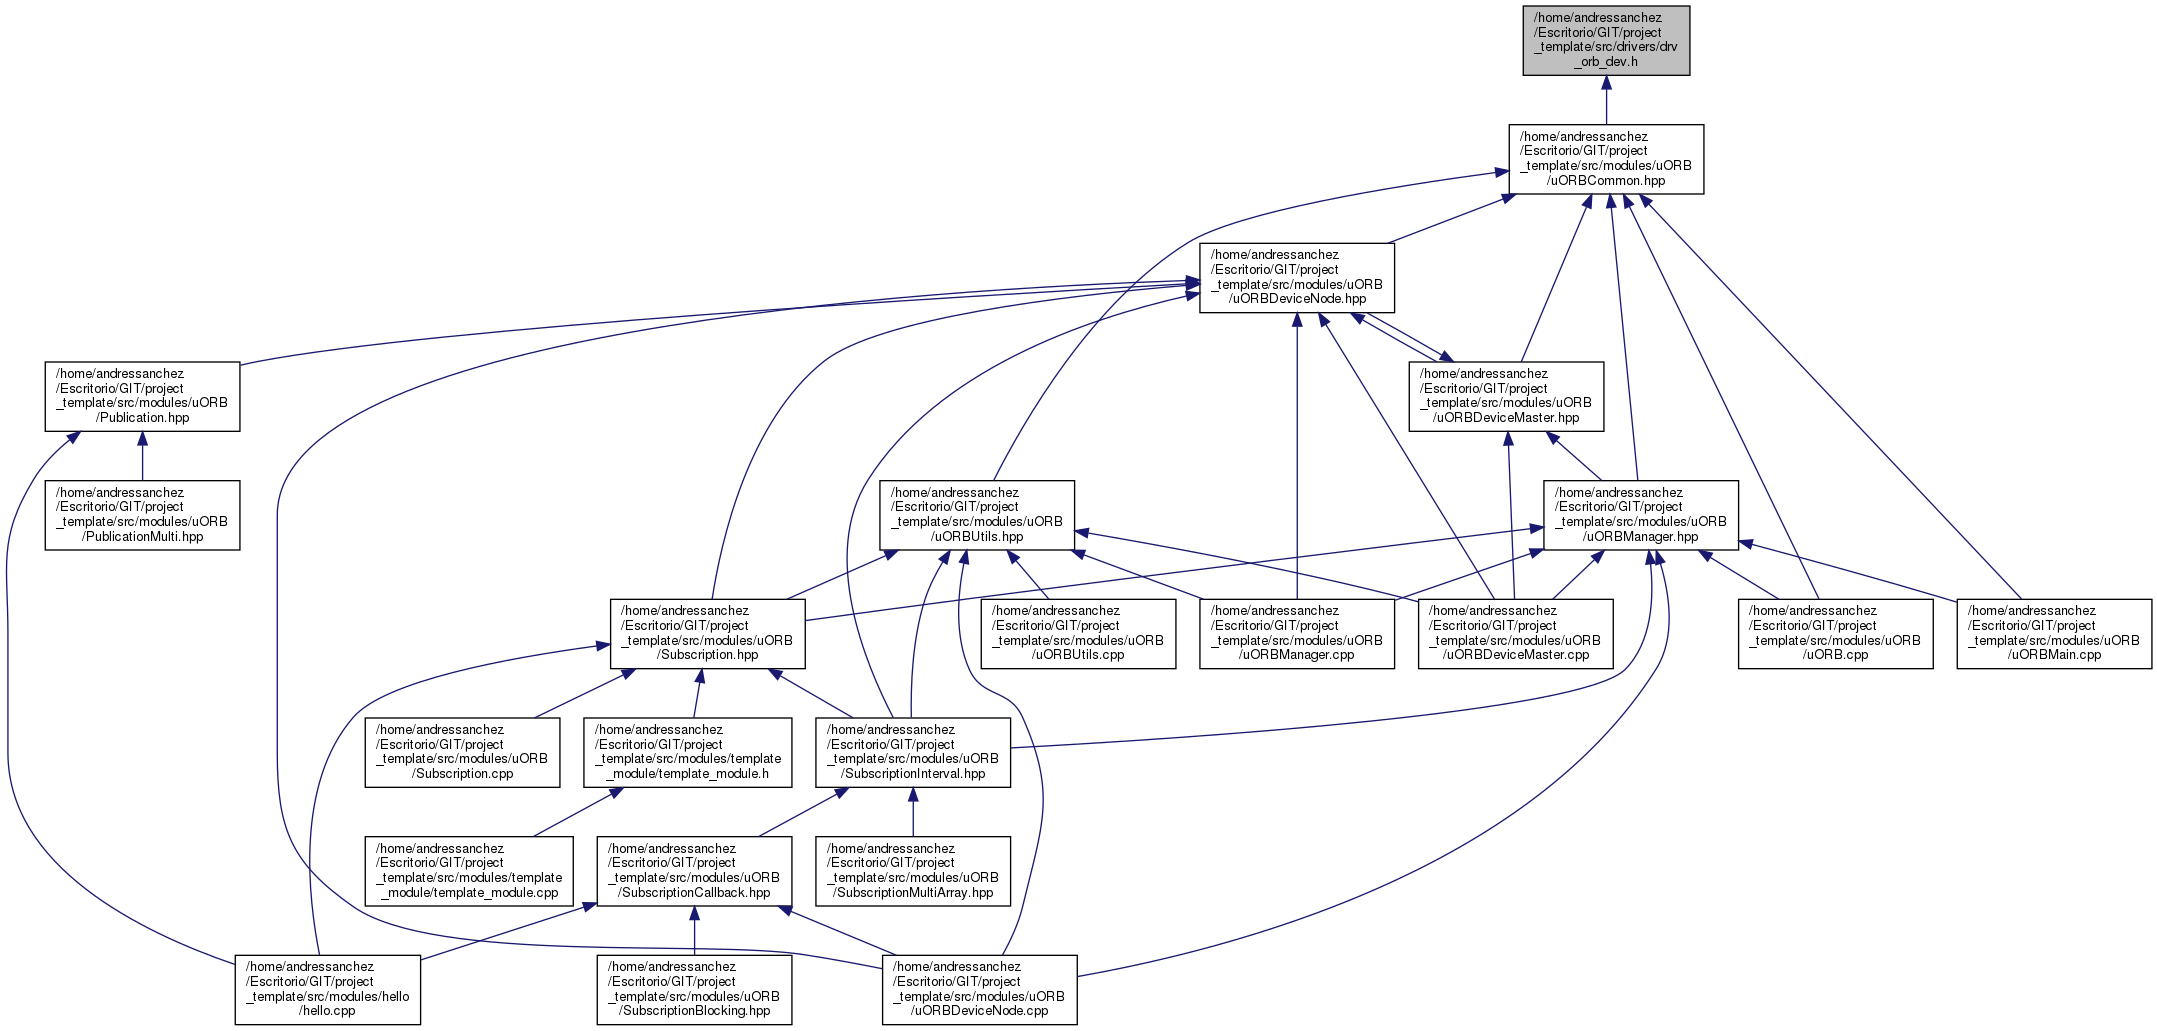 /home/andressanchez
/Escritorio/GIT/project
_template/src/drivers/drv
_orb_dev.h
/home/andressanchez
/Escritorio/GIT/project
_template/src/modules/uORB
/uORBCommon.hpp
/home/andressanchez
/Escritorio/GIT/project
_template/src/modules/uORB
/uORBDeviceNode.hpp
/home/andressanchez
/Escritorio/GIT/project
_template/src/modules/uORB
/Publication.hpp
/home/andressanchez
/Escritorio/GIT/project
_template/src/modules/uORB
/uORBDeviceMaster.hpp
/home/andressanchez
/Escritorio/GIT/project
_template/src/modules/uORB
/PublicationMulti.hpp
/home/andressanchez
/Escritorio/GIT/project
_template/src/modules/uORB
/uORBUtils.hpp
/home/andressanchez
/Escritorio/GIT/project
_template/src/modules/uORB
/uORBManager.hpp
/home/andressanchez
/Escritorio/GIT/project
_template/src/modules/uORB
/Subscription.hpp
/home/andressanchez
/Escritorio/GIT/project
_template/src/modules/uORB
/uORBUtils.cpp
/home/andressanchez
/Escritorio/GIT/project
_template/src/modules/uORB
/uORBManager.cpp
/home/andressanchez
/Escritorio/GIT/project
_template/src/modules/uORB
/uORBDeviceMaster.cpp
/home/andressanchez
/Escritorio/GIT/project
_template/src/modules/uORB
/uORB.cpp
/home/andressanchez
/Escritorio/GIT/project
_template/src/modules/uORB
/uORBMain.cpp
/home/andressanchez
/Escritorio/GIT/project
_template/src/modules/uORB
/Subscription.cpp
/home/andressanchez
/Escritorio/GIT/project
_template/src/modules/template
_module/template_module.h
/home/andressanchez
/Escritorio/GIT/project
_template/src/modules/uORB
/SubscriptionInterval.hpp
/home/andressanchez
/Escritorio/GIT/project
_template/src/modules/template
_module/template_module.cpp
/home/andressanchez
/Escritorio/GIT/project
_template/src/modules/uORB
/SubscriptionCallback.hpp
/home/andressanchez
/Escritorio/GIT/project
_template/src/modules/uORB
/SubscriptionMultiArray.hpp
/home/andressanchez
/Escritorio/GIT/project
_template/src/modules/hello
/hello.cpp
/home/andressanchez
/Escritorio/GIT/project
_template/src/modules/uORB
/SubscriptionBlocking.hpp
/home/andressanchez
/Escritorio/GIT/project
_template/src/modules/uORB
/uORBDeviceNode.cpp